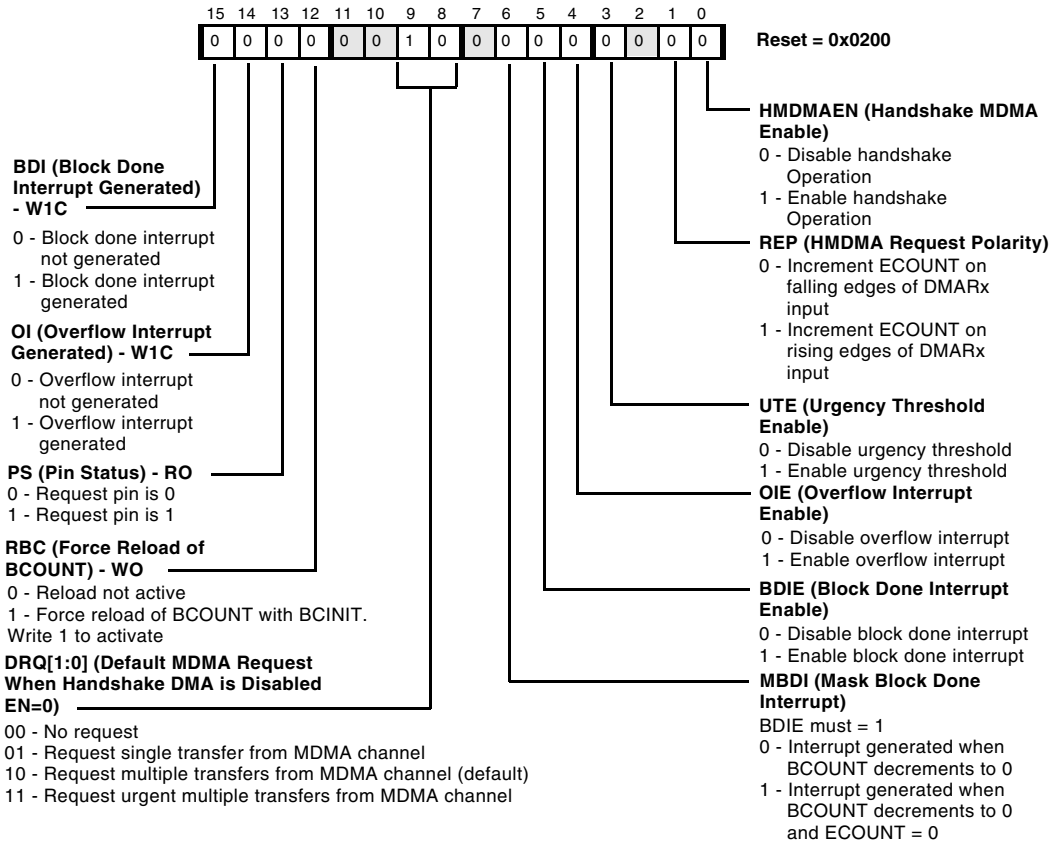 15 14 13 12 11 10 9 8 7 6 5 4 3 2 1 0
0 0 0 0 0 0 1 0 0 0 0 0 0 0 0 0
Reset = 0x0200
BDI (Block Done
Interrupt Generated)
- W1C
0 - Block done interrupt
not generated
1 - Block done interrupt
generated
OI (Overflow Interrupt
Generated) - W1C
0 - Overflow interrupt
not generated
1 - Overflow interrupt
generated
PS (Pin Status) - RO
0 - Request pin is 0
1 - Request pin is 1
RBC (Force Reload of
BCOUNT) - WO
0 - Reload not active
1 - Force reload of BCOUNT with BCINIT.
Write 1 to activate
DRQ[1:0] (Default MDMA Request
When Handshake DMA is Disabled
EN=0)
00 - No request
01 - Request single transfer from MDMA channel
10 - Request multiple transfers from MDMA channel (default)
11 - Request urgent multiple transfers from MDMA channel
HMDMAEN (Handshake MDMA
Enable)
0 - Disable handshake
Operation
1 - Enable handshake
Operation
REP (HMDMA Request Polarity)
0 - Increment ECOUNT on
falling edges of DMARx
input
1 - Increment ECOUNT on
rising edges of DMARx
input
UTE (Urgency Threshold
Enable)
0 - Disable urgency threshold
1 - Enable urgency threshold
OIE (Overflow Interrupt
Enable)
0 - Disable overflow interrupt
1 - Enable overflow interrupt
BDIE (Block Done Interrupt
Enable)
0 - Disable block done interrupt
1 - Enable block done interrupt
MBDI (Mask Block Done
Interrupt)
BDIE must = 1
0 - Interrupt generated when
BCOUNT decrements to 0
1 - Interrupt generated when
BCOUNT decrements to 0
and ECOUNT = 0